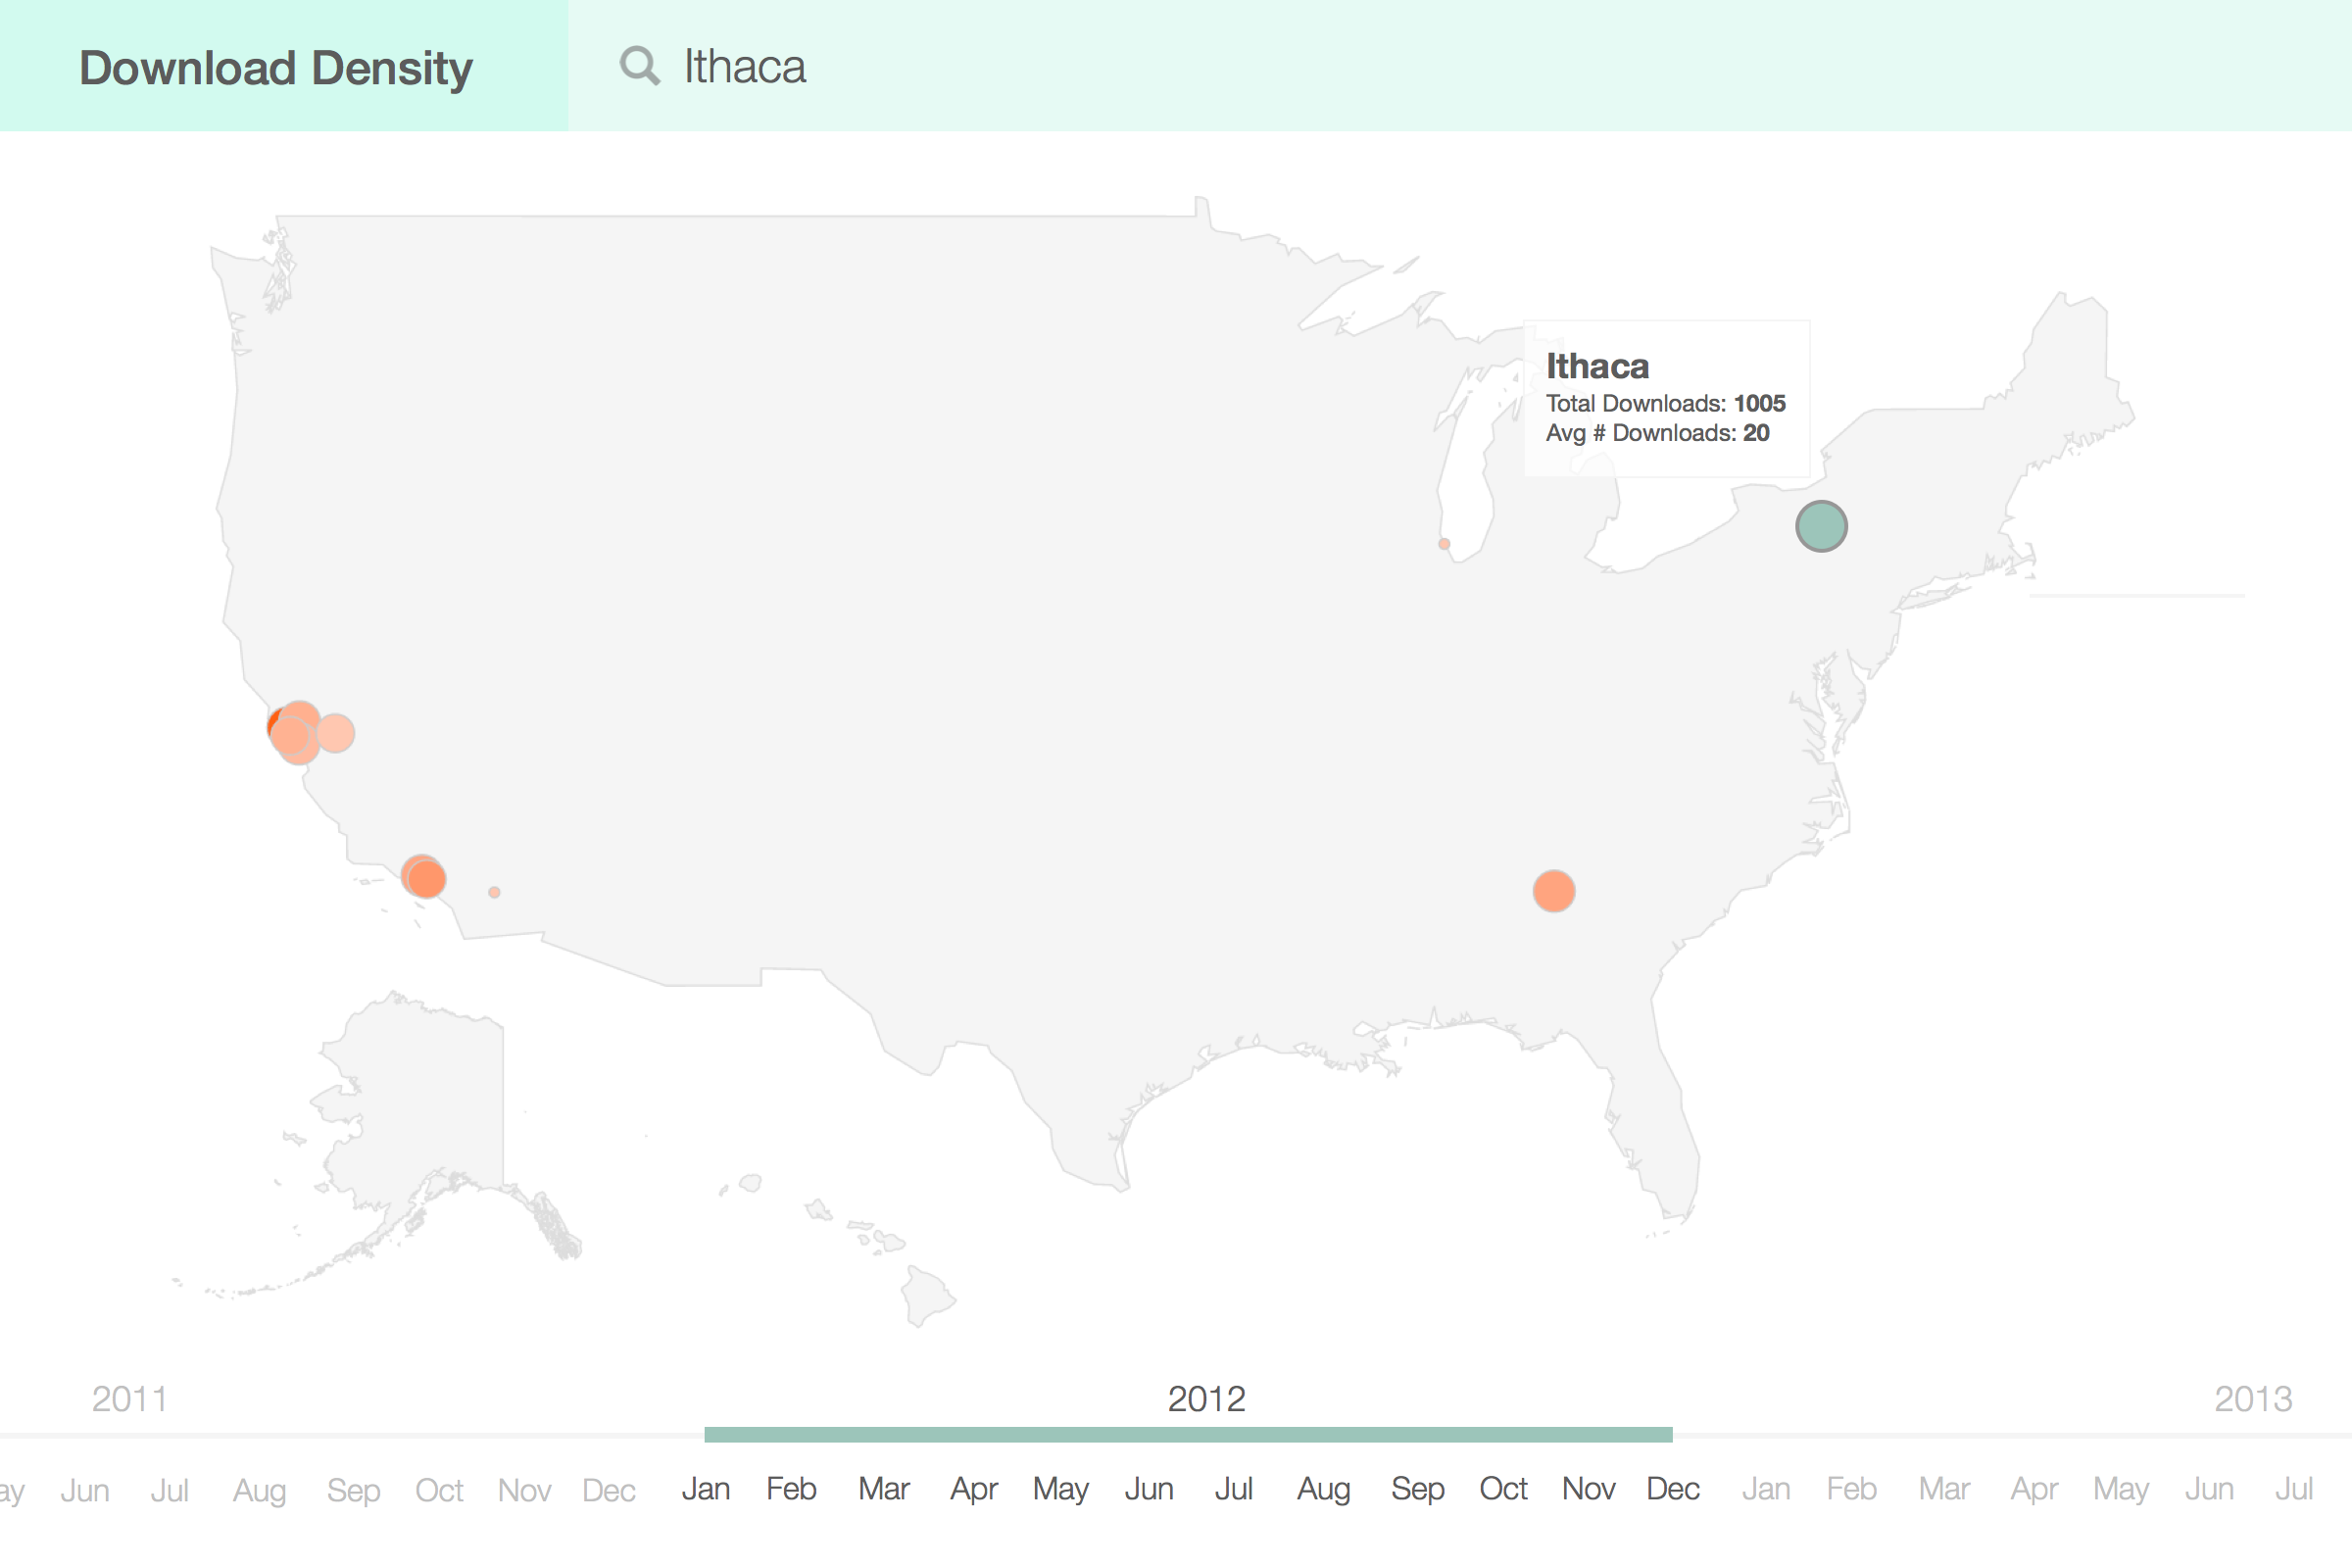 Download Density
Ithaca
Ithaca
Total Downloads: 1005
Avg # Downloads: 20
2011 2012 2013
ay Jun Jul Aug Sep Oct Nov Dec Jan Feb Mar Apr May Jun Jul Aug Sep Oct Nov Dec Jan Feb Mar Apr May Jun Jul